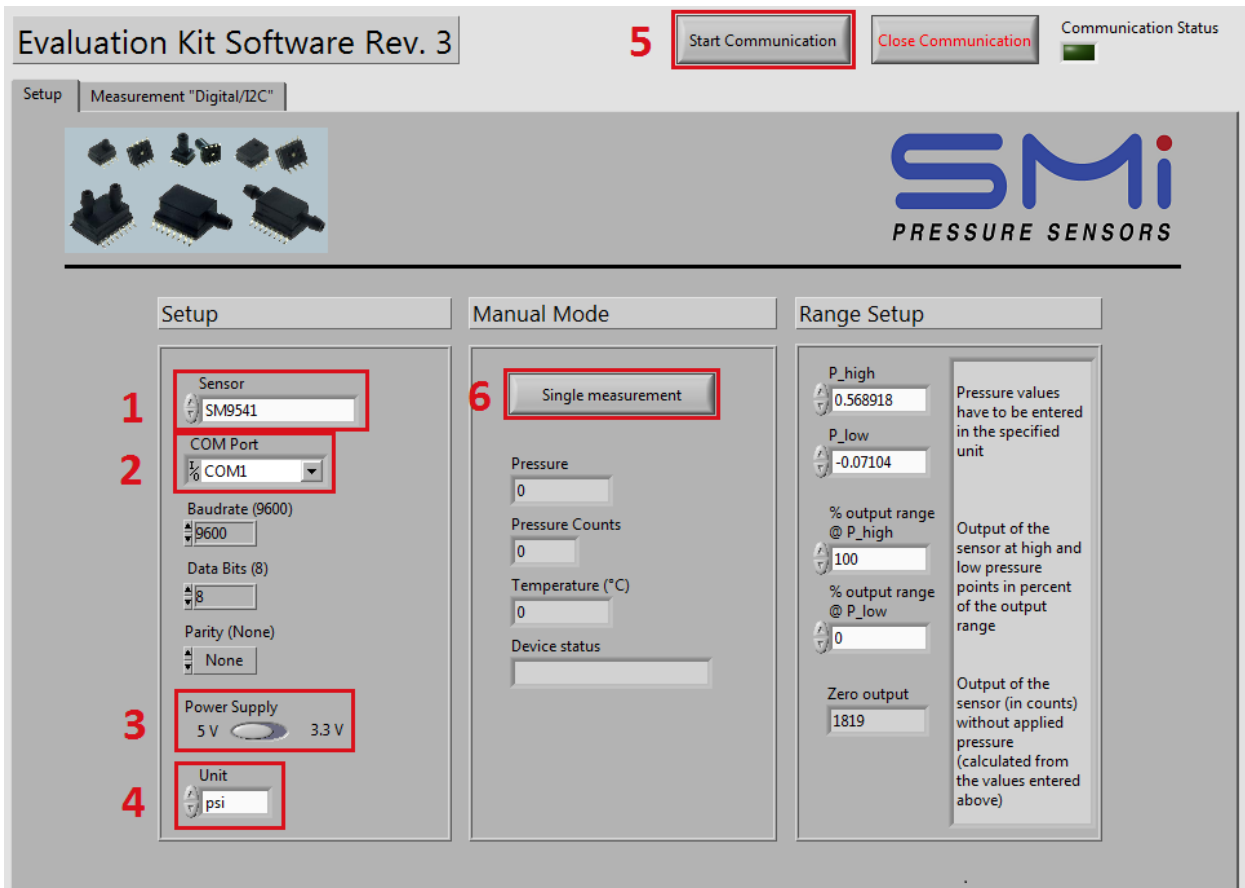 Evaluation Kit Software Rev. 3
5
Start Communication
Close Communication
Communication Status
Setup
Measurement "Digital/I2C"
SMi
PRESSURE SENSORS
Setup
1
Sensor
SM9541
2
COM Port
I/O
COM1
Baudrate (9600)
9600
Data Bits (8)
8
Parity (None)
None
3
Power Supply
5 V
3.3 V
4
Unit
psi
Manual Mode
6
Single measurement
Pressure
0
Pressure Counts
0
Temperature (°C)
0
Device status
Range Setup
P_high
0.568918
P_low
-0.07104
% output range
@ P_high
100
% output range
@ P_low
0
Zero output
1819
Pressure values
have to be entered
in the specified
unit
Output of the
sensor at high and
low pressure
points in percent
of the output
range
Output of the
sensor (in counts)
without applied
pressure
(calculated from
the values entered
above)